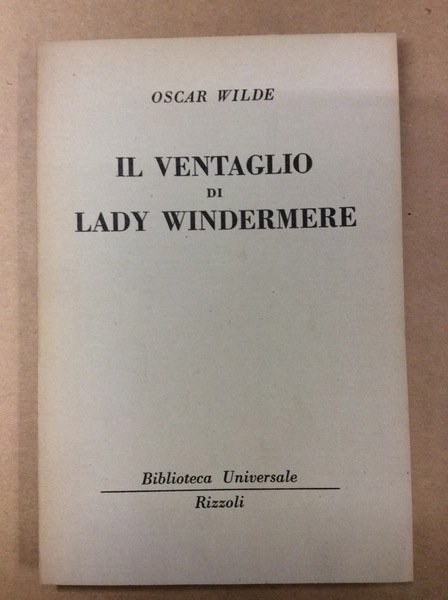 OSCAR WILDE
IL VENTAGLIO
DI
LADY WINDERMERE
Biblioteca Universale
Rizzoli